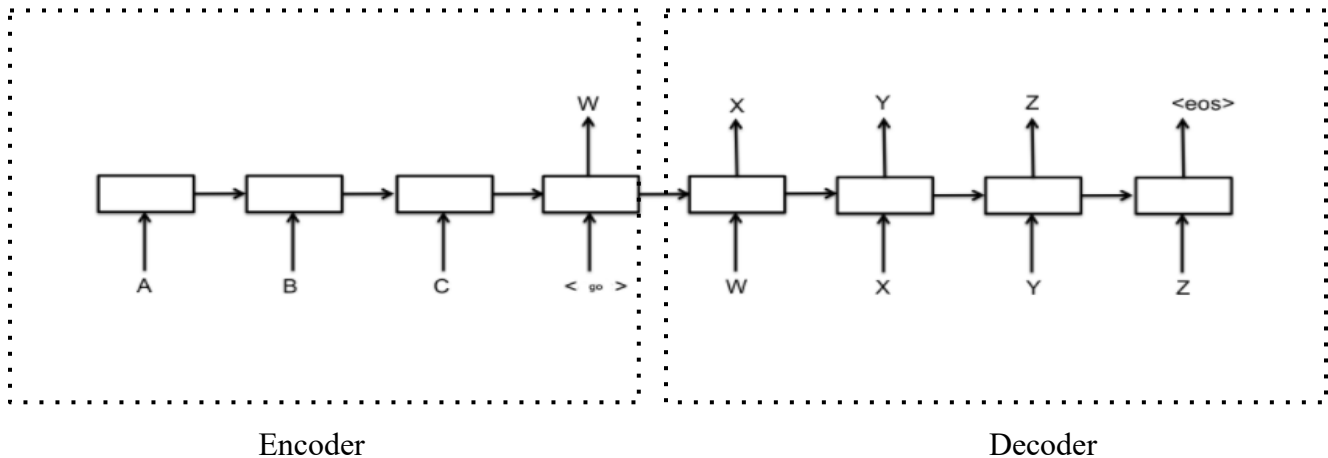 W X Y Z <eos>
A B C < go > W X Y Z
Encoder Decoder